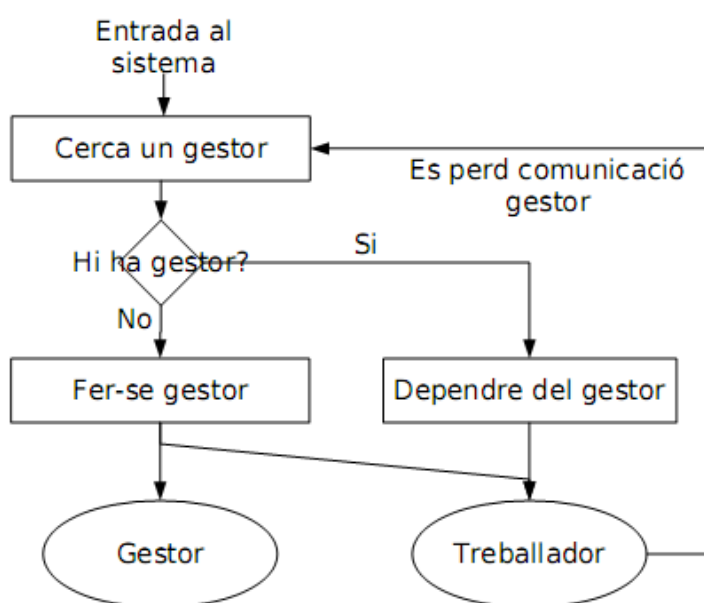 Entrada al
sistema
Cerca un gestor
Es perd comunicació
gestor
Hi ha gestor?
Si
No
Fer-se gestor
Dependre del gestor
Gestor
Treballador